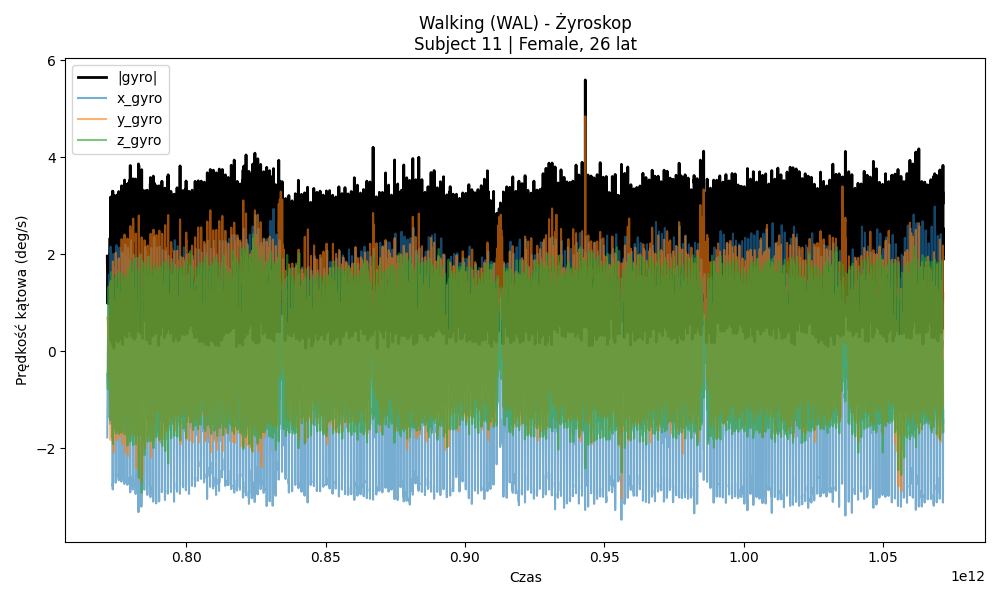 Walking (WAL) - Żyroskop
Subject 11 | Female, 26 lat
6
4
2
0
−2
Prędkość kątowa (deg/s)
|gyro|
x_gyro
y_gyro
z_gyro
0.80 0.85 0.90 0.95 1.00 1.05
1e12
Czas